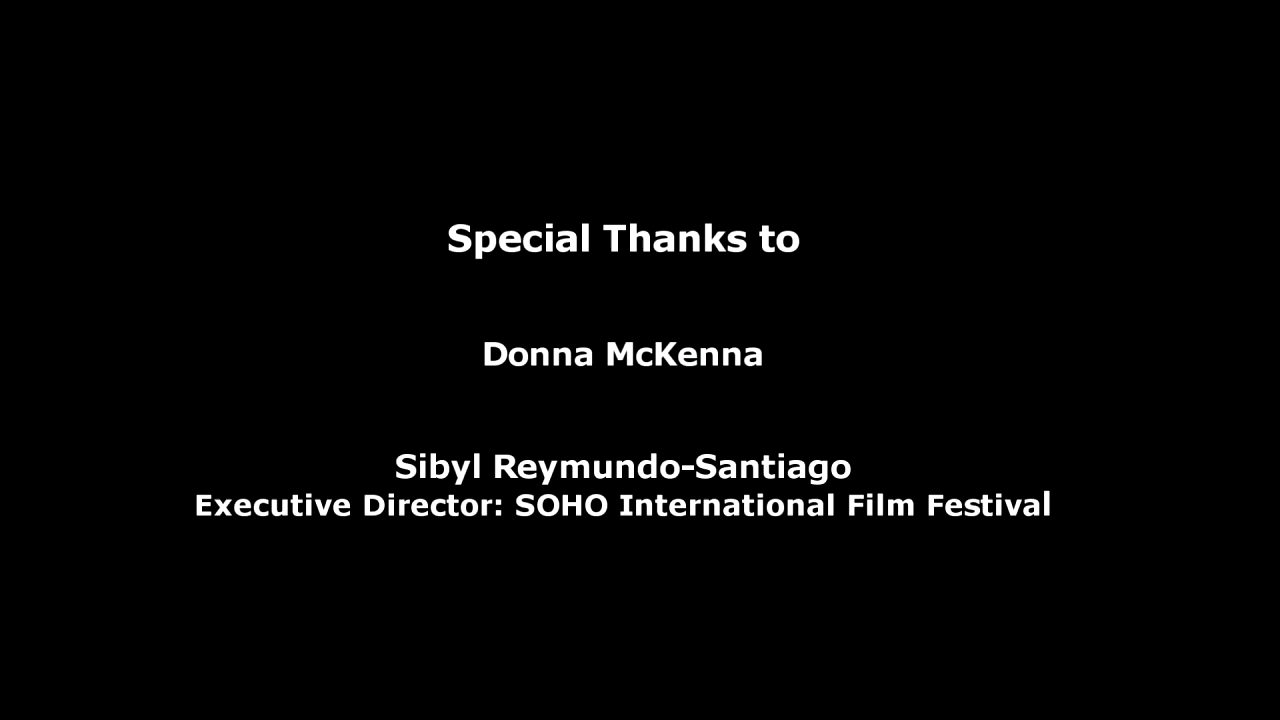 Special Thanks to
Donna McKenna
Sibyl Reymundo-Santiago
Executive Director: SOHO International Film Festival